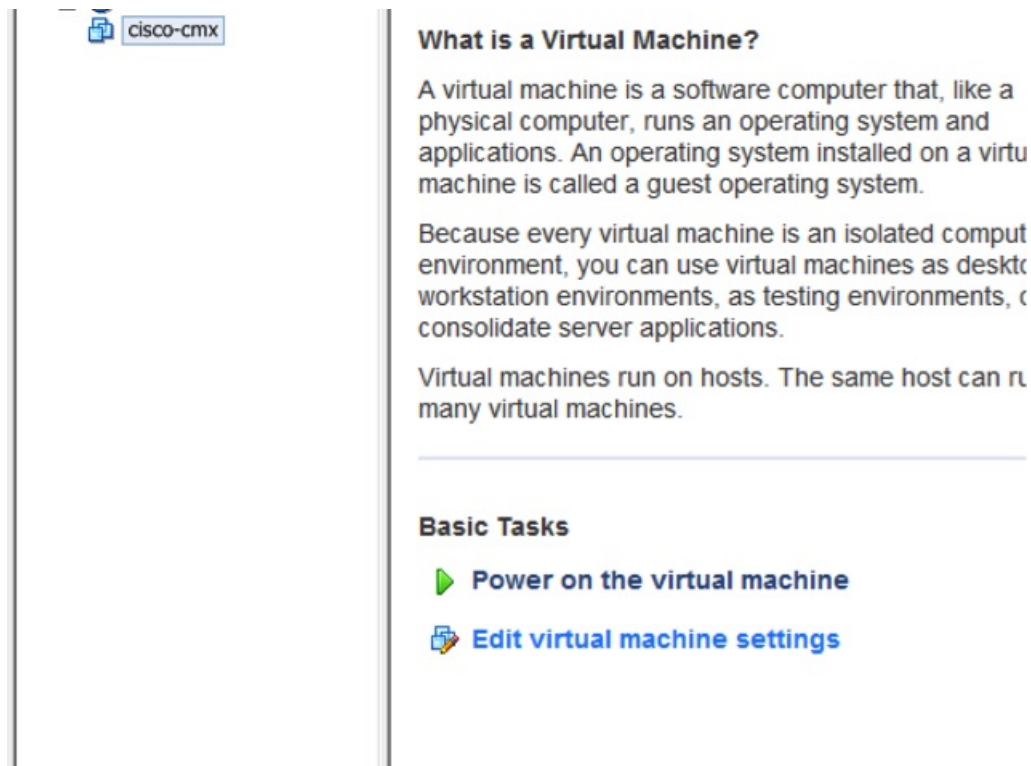 cisco-cmx
What is a Virtual Machine?
A virtual machine is a software computer that, like a
physical computer, runs an operating system and
applications. An operating system installed on a virtu
machine is called a guest operating system.
Because every virtual machine is an isolated comput
environment, you can use virtual machines as deskto
workstation environments, as testing environments,
consolidate server applications.
Virtual machines run on hosts. The same host can ru
many virtual machines.
Basic Tasks
Power on the virtual machine
Edit virtual machine settings